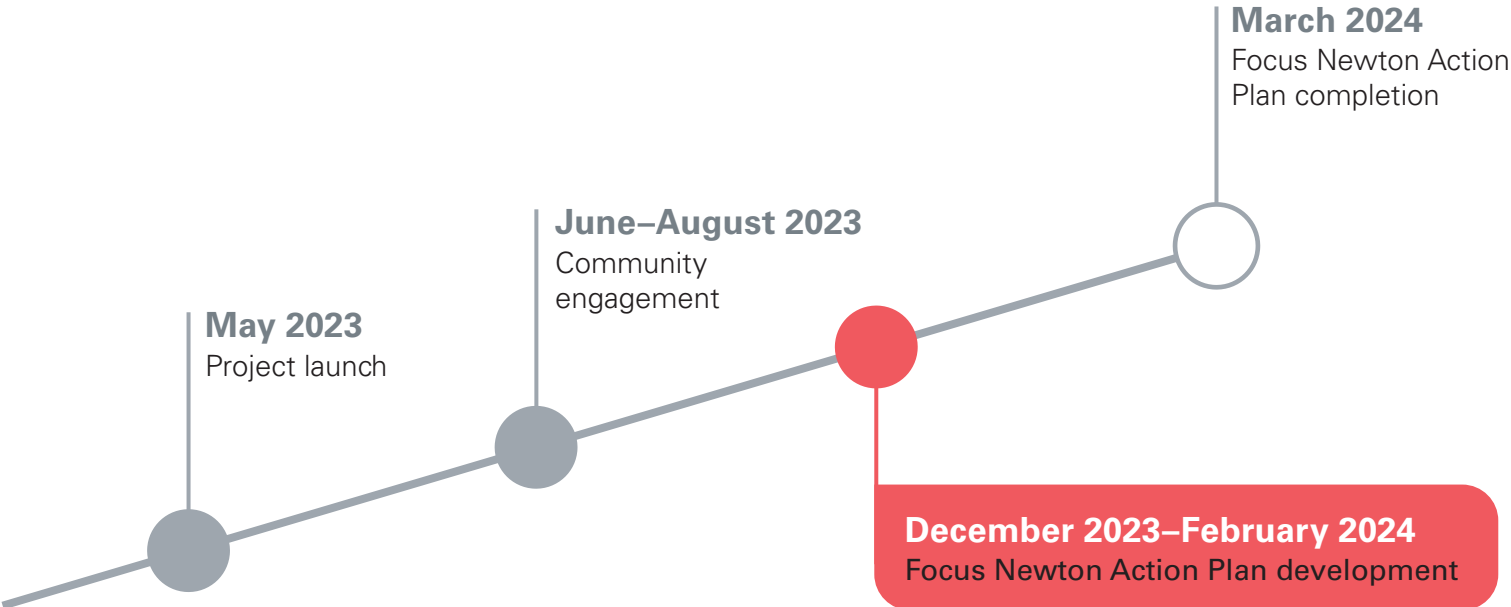 May 2023
Project launch
June–August 2023
Community
engagement
December 2023–February 2024
Focus Newton Action Plan development
March 2024
Focus Newton Action
Plan completion